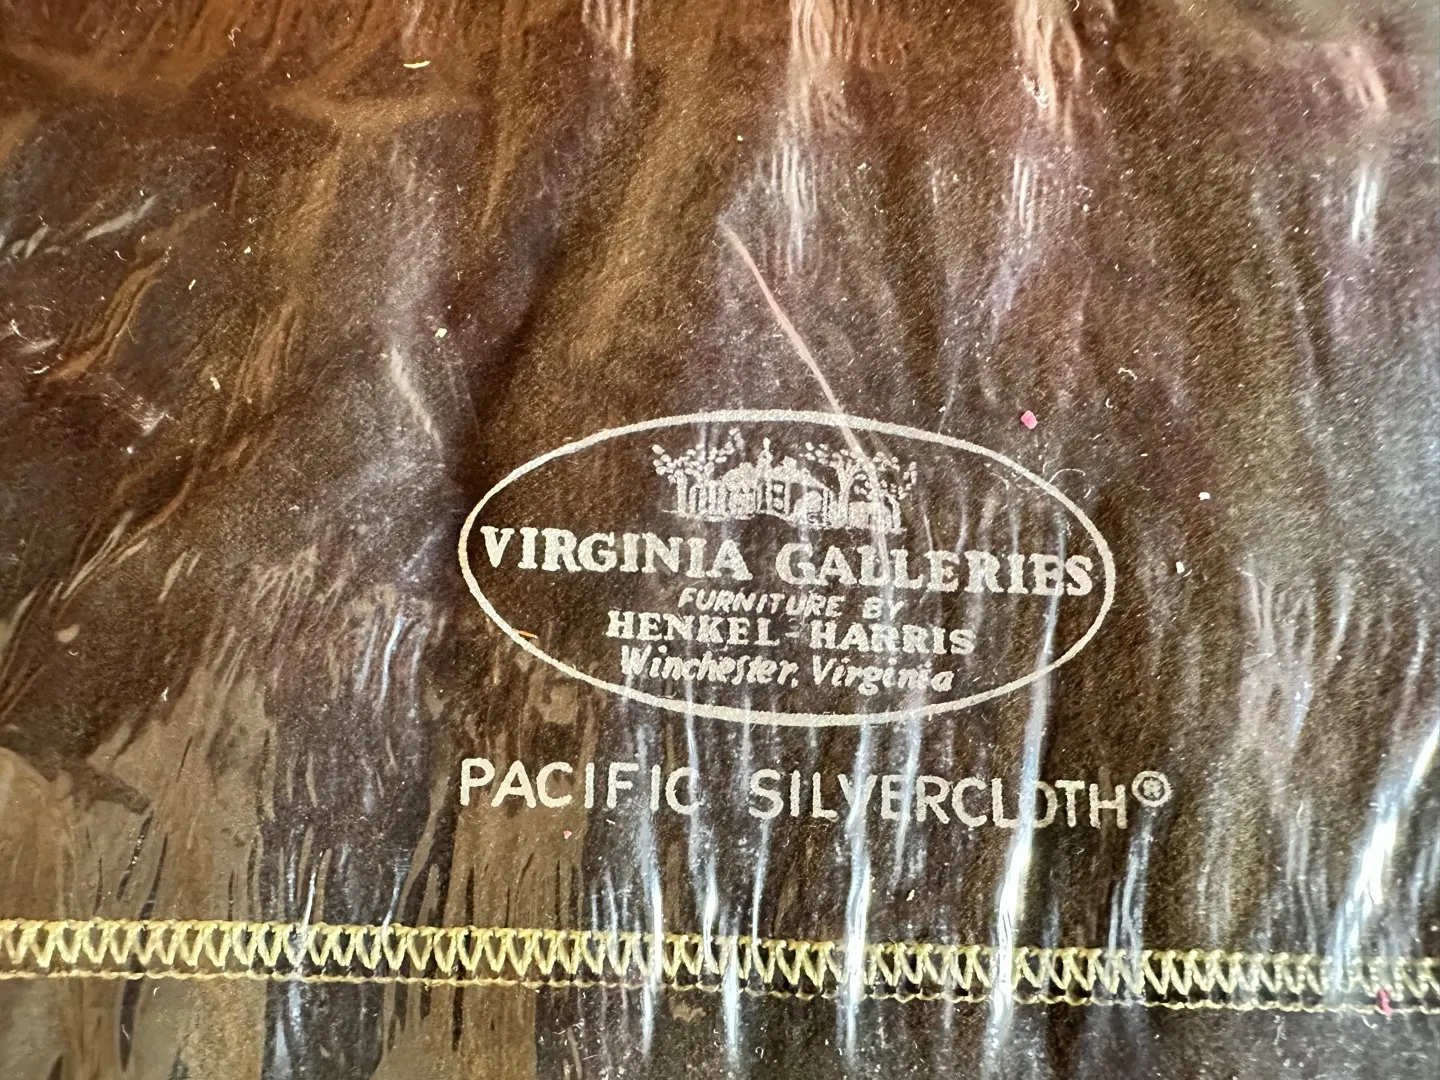 VIRGINIA GALLERIES
FURNITURE BY
HENKEL-HARRIS
Winchester, Virginia
PACIFIC SILVERCLOTH®